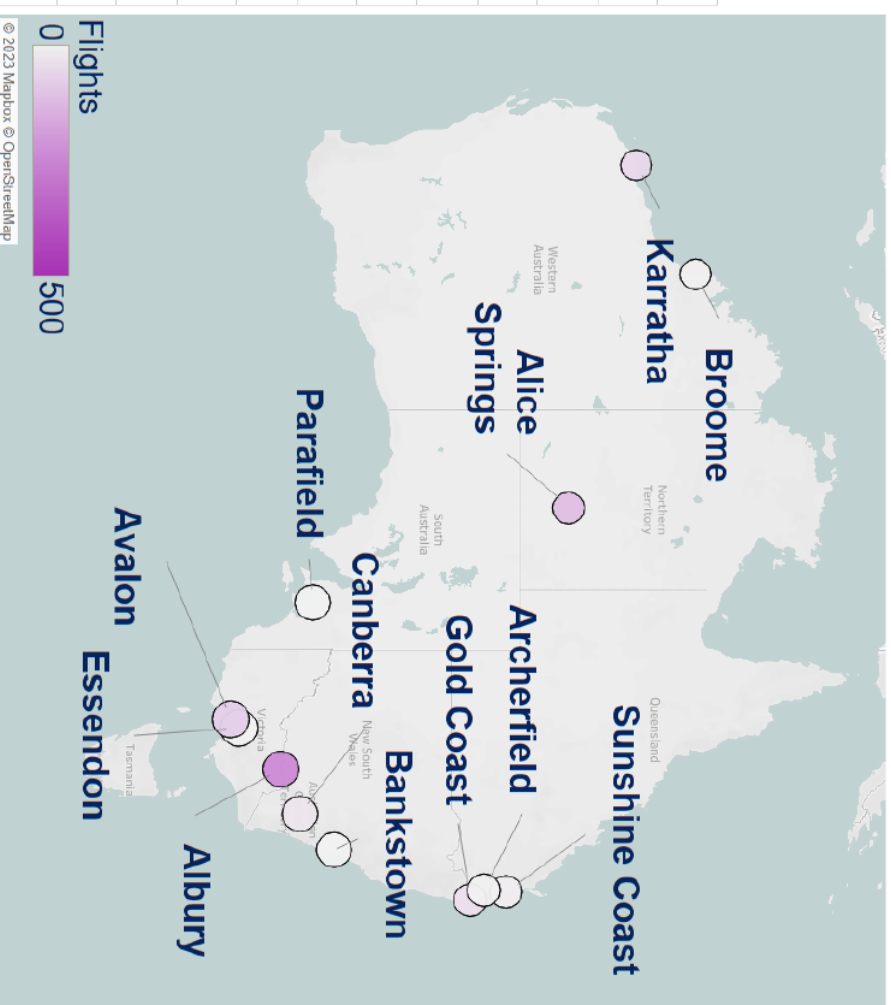 Karratha
Broome
Western
Australia
Alice
Springs
Northern
Territory
South
Australia
Parafield
Canberra
Gold Coast
Archerfield
Sunshine Coast
Queensland
Avalon
Essendon
Victoria
New South
Wales
Bankstown
Tasmania
Albury
Flights
0
500
© 2023 Mapbox © OpenStreetMap